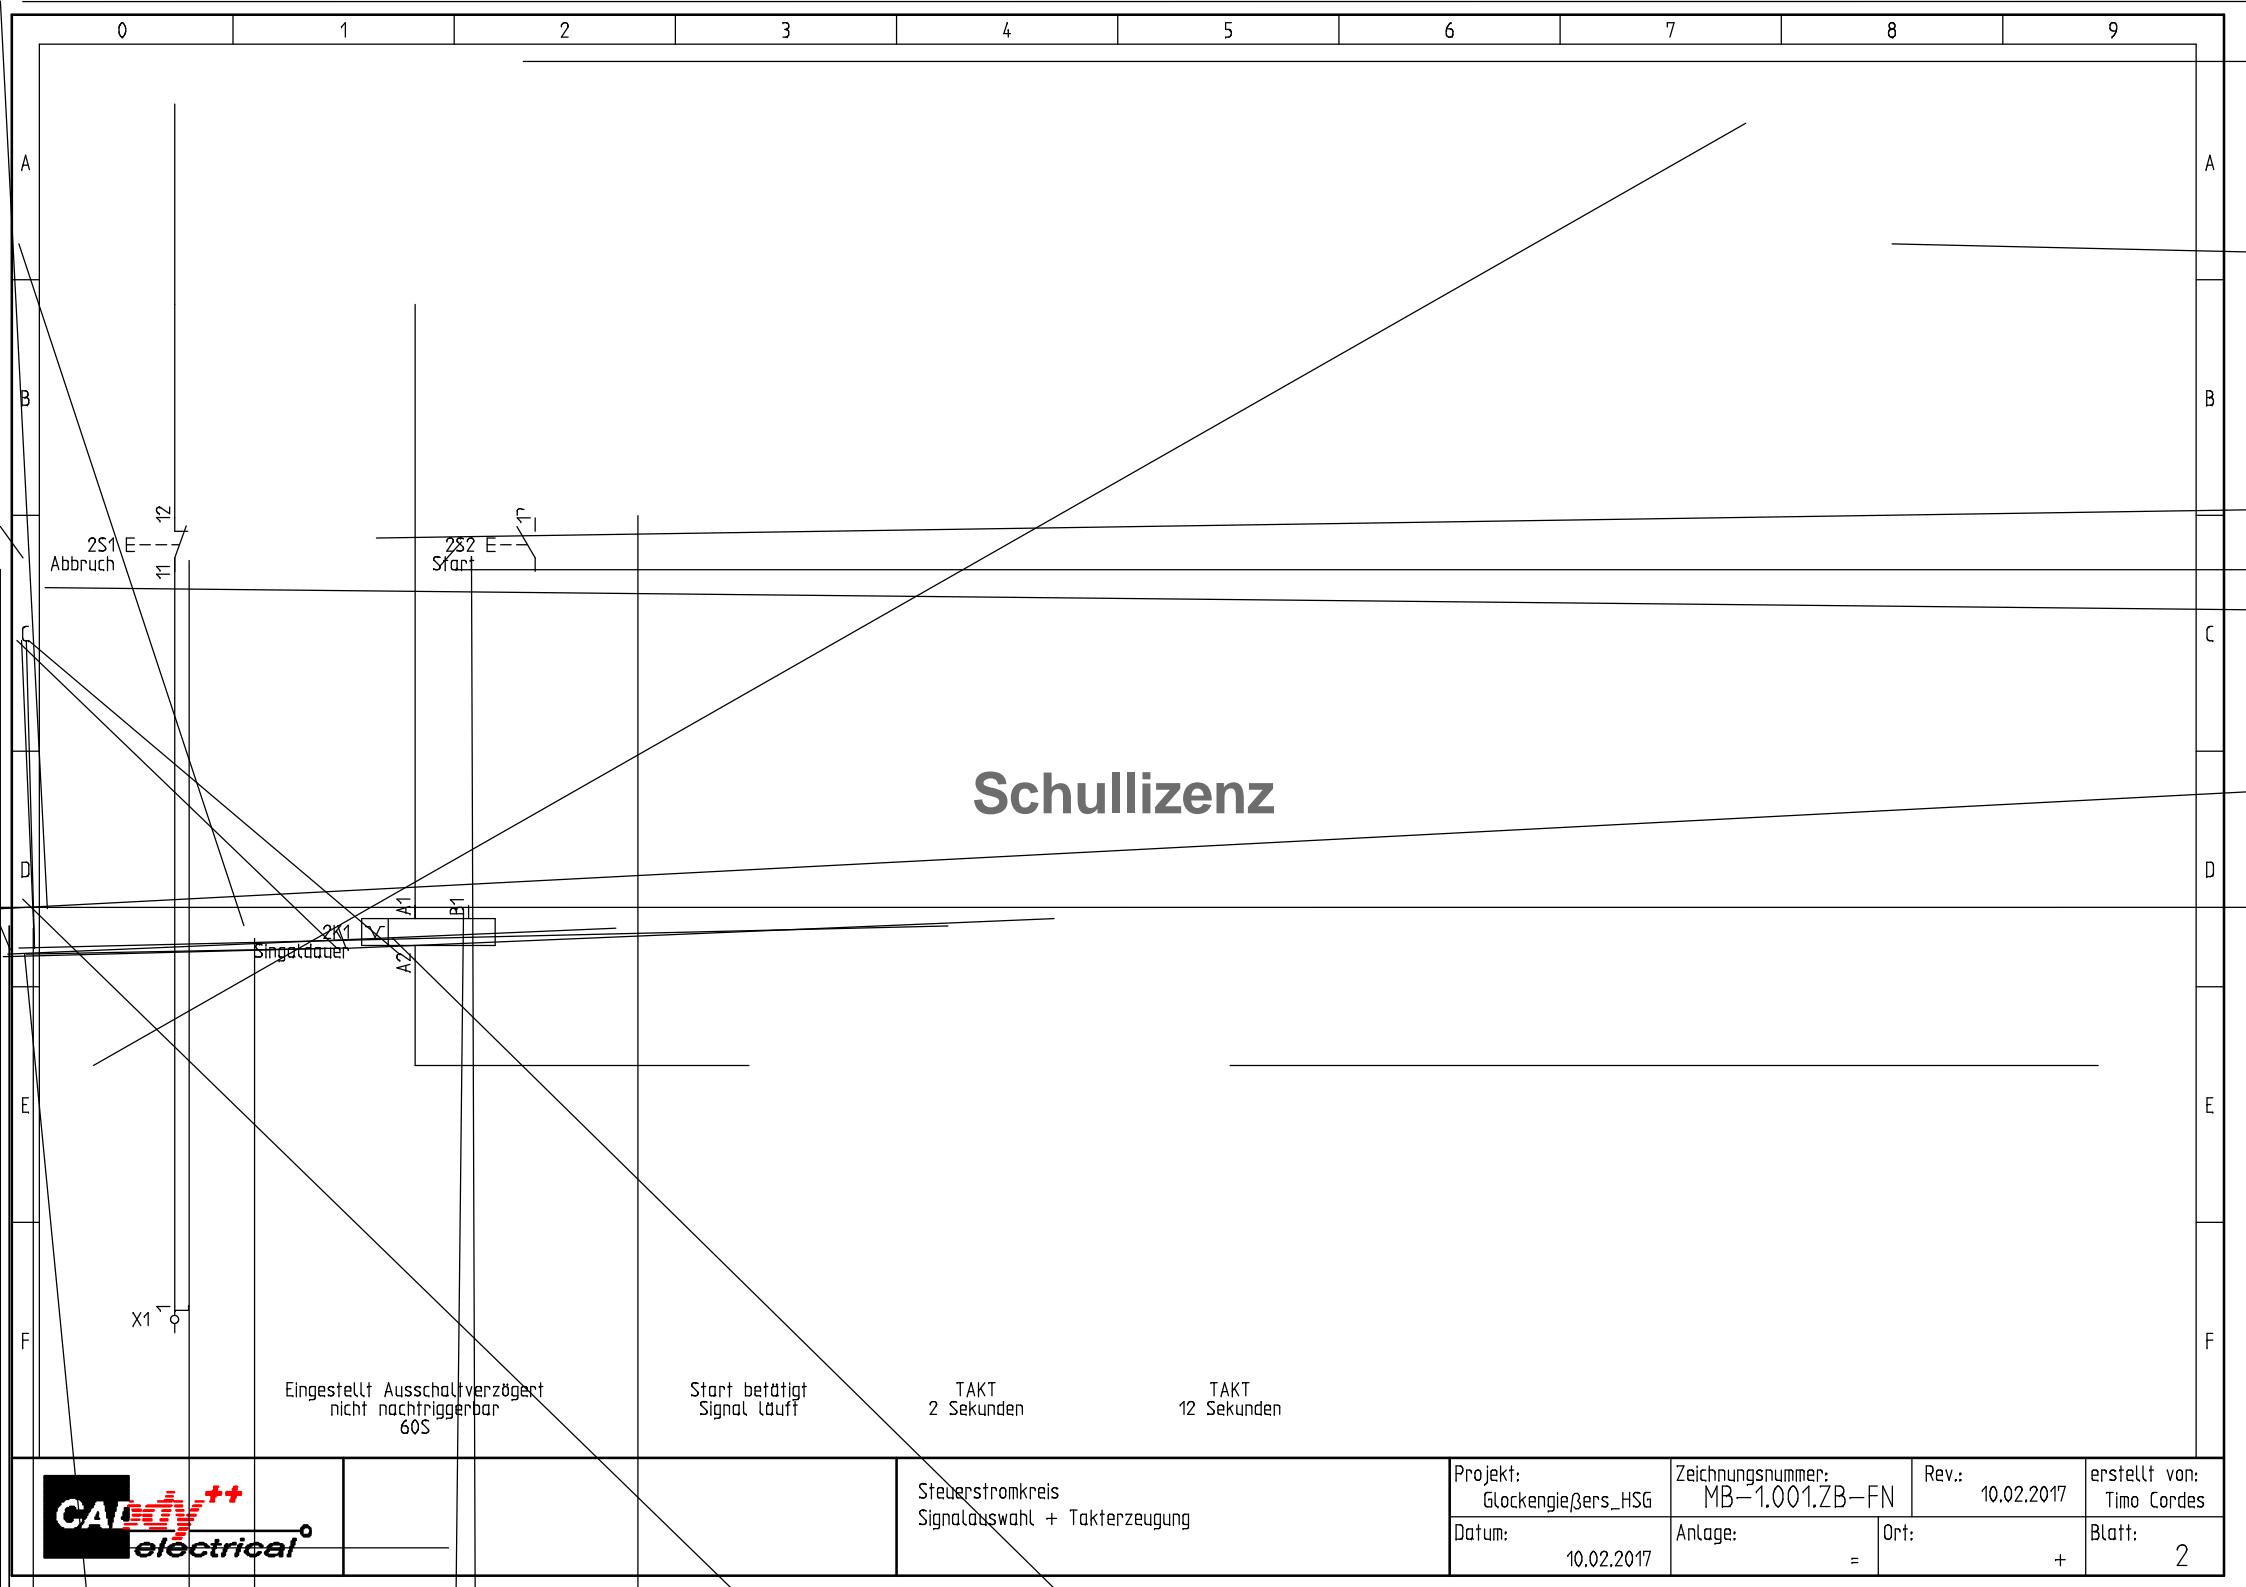 0 1 2 3 4 5 6 7 8 9
A A
B B
12
2S1 E
Abbruch
11
2S2 E
Start
C C
Schullizenz
D D
A1 B1
2K1
Singaldauer
A2
E E
X1 1
F F
Eingestellt Ausschaltverzögert
nicht nachtriggerbar
60S
Start betätigt
Signal läuft
TAKT
2 Sekunden
TAKT
12 Sekunden
CADdy++
electrical
Steuerstromkreis
Signalauswahl + Takterzeugung
Projekt:
Glockengießers_HSG
Zeichnungsnummer:
MB-1.001.ZB-FN
Rev.:
10.02.2017
erstellt von:
Timo Cordes
Datum:
10.02.2017
Anlage:
=
Ort:
+
Blatt:
2